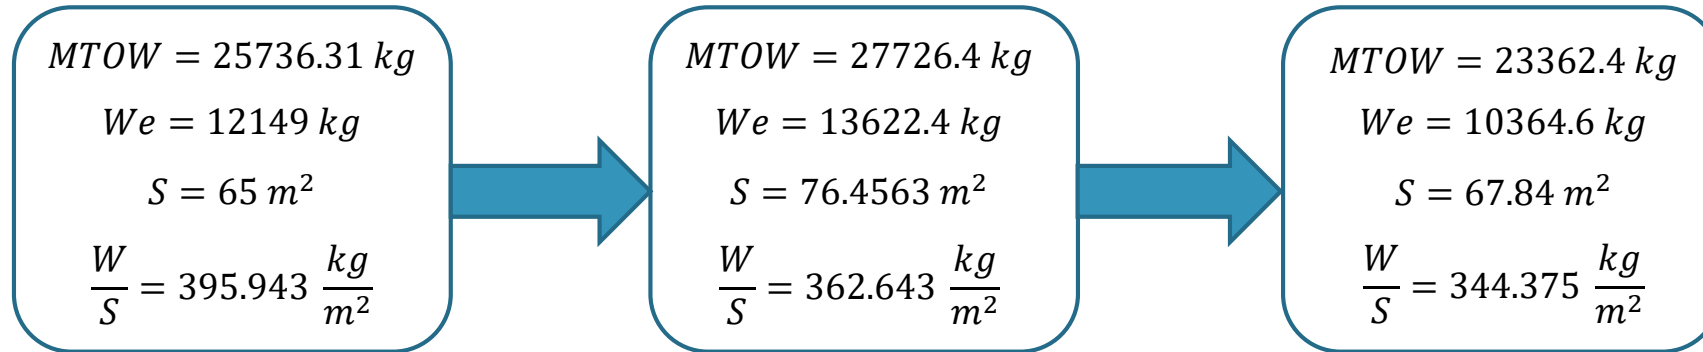 MTOW = 25736.31 kg
We = 12149 kg
S = 65 m²
W/S = 395.943 kg/m²
MTOW = 27726.4 kg
We = 13622.4 kg
S = 76.4563 m²
W/S = 362.643 kg/m²
MTOW = 23362.4 kg
We = 10364.6 kg
S = 67.84 m²
W/S = 344.375 kg/m²